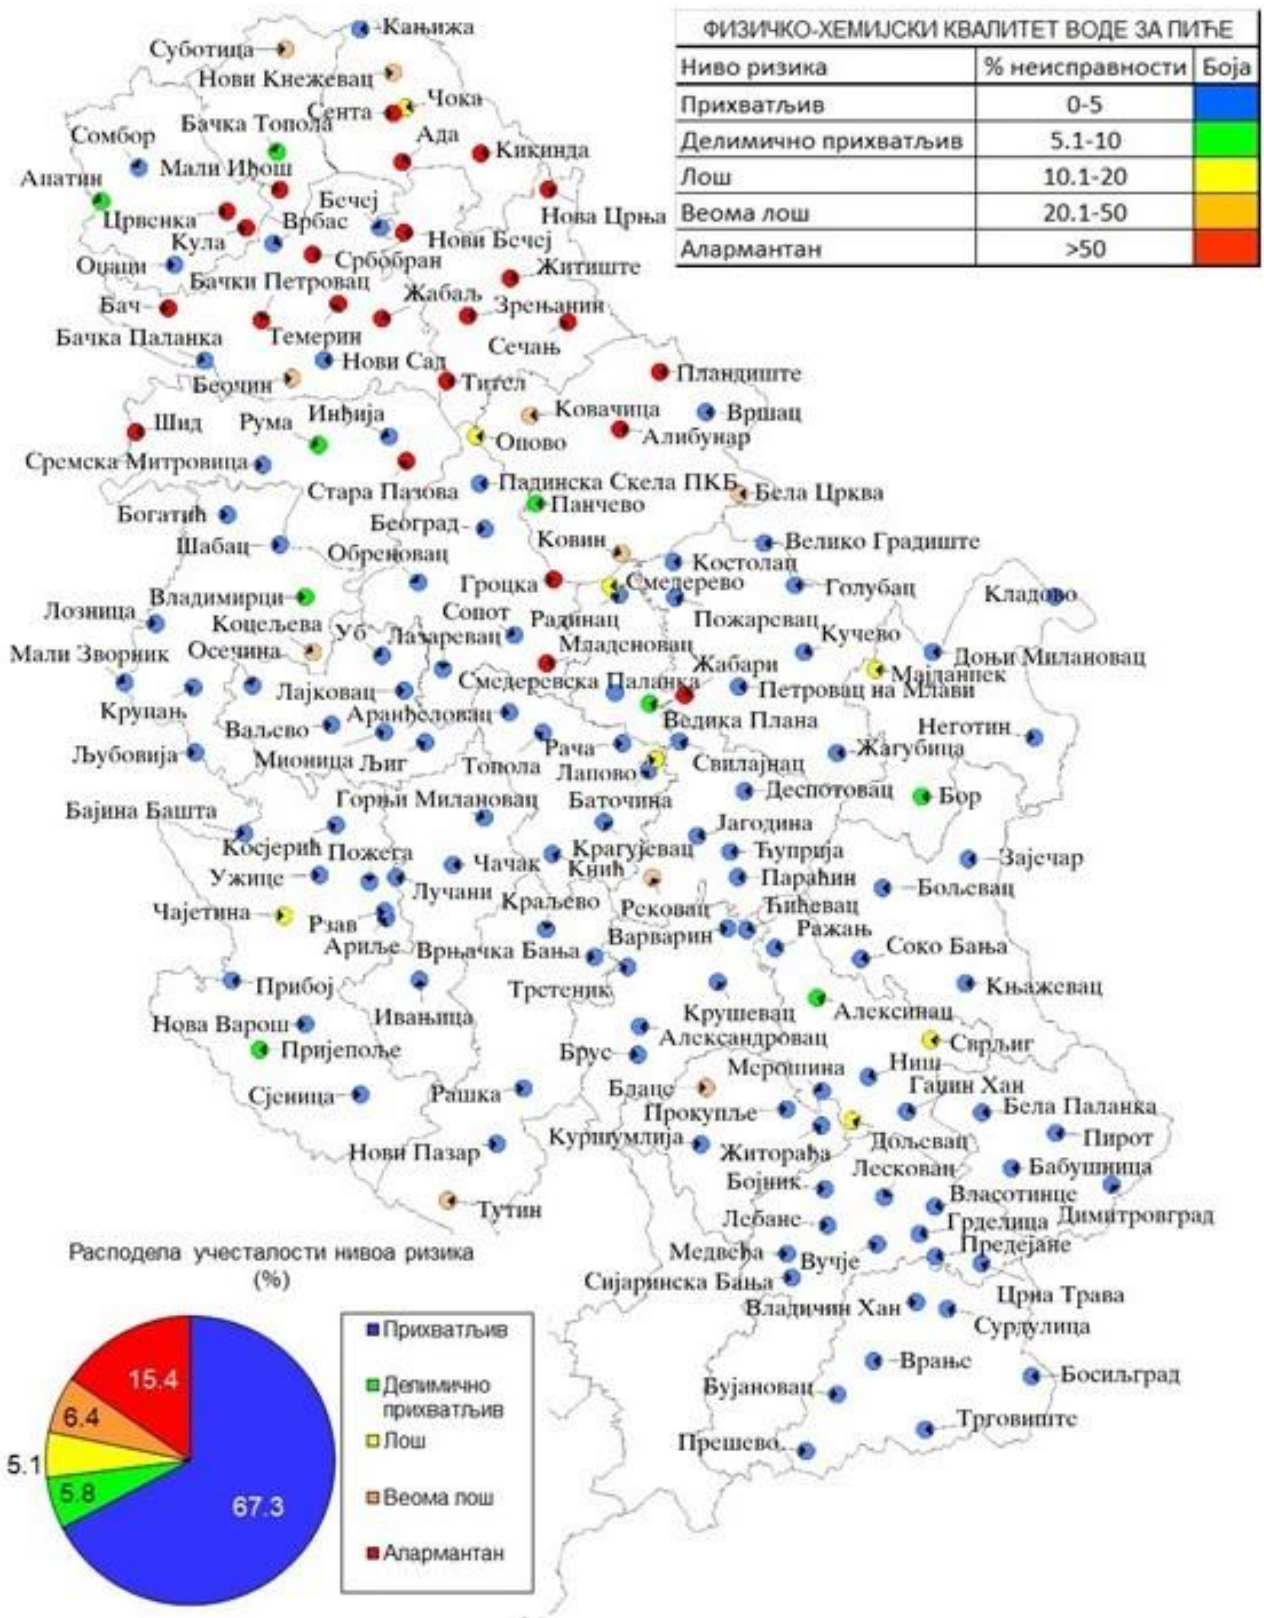 ФИЗИЧКО-ХЕМИЈСКИ КВАЛИТЕТ ВОДЕ ЗА ПИЋЕ
Ниво ризика % неисправности Боја
Прихватљив 0-5
Делимично прихватљив 5.1-10
Лош 10.1-20
Веома лош 20.1-50
Алармантан >50
Кањижа
Суботица
Нови Кнежевац
Чока
Сента
Бачка Топола
Сомбор
Ада
Кикинда
Мали Иђош
Апатин
Бечеј
Нова Црња
Црвенка
Врбас
Кула
Нови Бечеј
Србобран
Оџаци
Житиште
Бачки Петровац
Жабаљ
Бач
Зрењанин
Темерин
Сечањ
Бачка Паланка
Нови Сад
Беочин
Тител
Пландиште
Ковачица
Вршац
Шид
Рума
Инђија
Опово
Алибунар
Сремска Митровица
Стара Пазова
Падинска Скела ПКБ
Бела Црква
Панчево
Богатић
Београд
Шабац
Обреновац
Ковин
Велико Градиште
Костолац
Гроцка
Смедерево
Голубац
Кладово
Владимирци
Лозница
Коцељева
Сопот
Радинац
Пожаревац
Уб
Лазаревац
Кучево
Осечина
Младеновац
Мали Зворник
Жабари
Доњи Милановац
Мајданпек
Лајковац
Смедеревска Паланка
Петровац на Млави
Крупањ
Аранђеловац
Ваљево
Велика Плана
Неготин
Љубовија
Мионица
Љиг
Топола
Рача
Лапово
Свилајнац
Жагубица
Деспотовац
Бор
Горњи Милановац
Баточина
Бајина Башта
Јагодина
Косјерић
Пожега
Крагујевац
Ћуприја
Зајечар
Ужице
Чачак
Кнић
Параћин
Лучани
Бољевац
Чајетина
Краљево
Рековац
Ћићевац
Рзав
Ариље
Врњачка Бања
Варварин
Ражањ
Соко Бања
Прибој
Трстеник
Књажевац
Ивањица
Крушевац
Алексинац
Нова Варош
Александровац
Пријепоље
Брус
Сврљиг
Мерошина
Ниш
Сјеница
Рашка
Блаце
Гаџин Хан
Прокупље
Бела Паланка
Куршумлија
Житорађа
Дољевац
Пирот
Нови Пазар
Лесковац
Бабушница
Бојник
Власотинце
Тутин
Димитровград
Лебане
Грделица
Предејане
Медвеђа
Вучје
Сијаринска Бања
Црна Трава
Владичин Хан
Сурдулица
Врање
Босиљград
Бујановац
Трговиште
Прешево
Расподела учесталости нивоа ризика
(%)
15.4
6.4
5.1
5.8
67.3
Прихватљив
Делимично
прихватљив
Лош
Веома лош
Алармантан